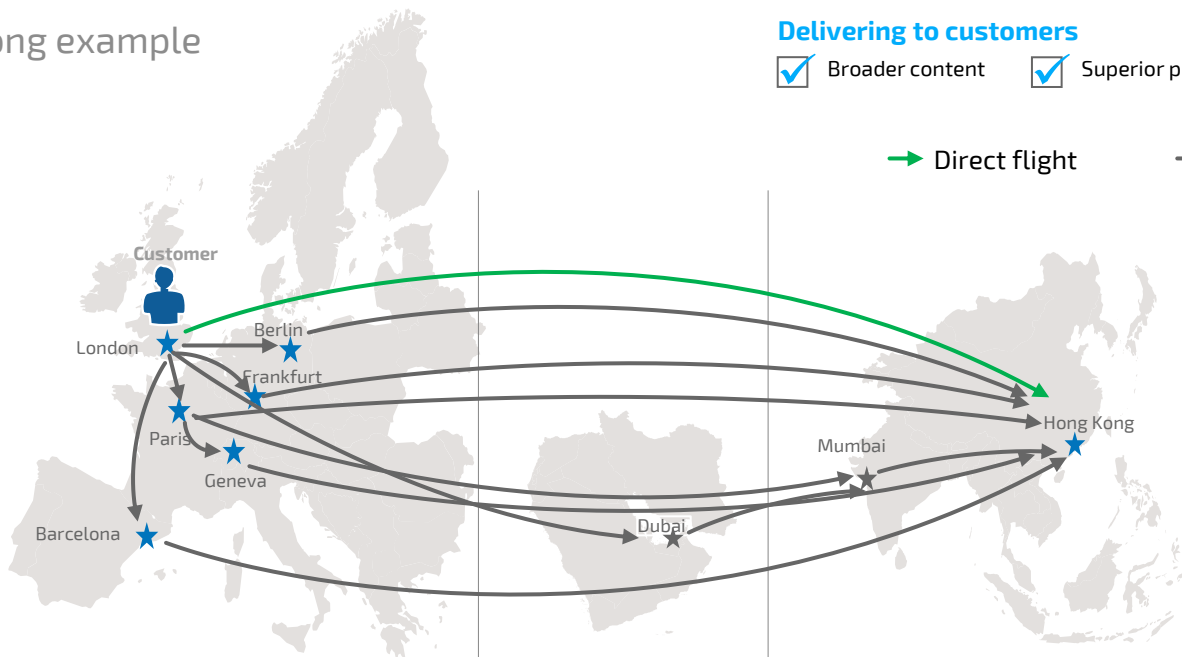 example
Delivering to customers
Broader content
Superior
Direct flight
Customer
London
Berlin
Frankfurt
Paris
Geneva
Barcelona
Dubai
Mumbai
Hong Kong